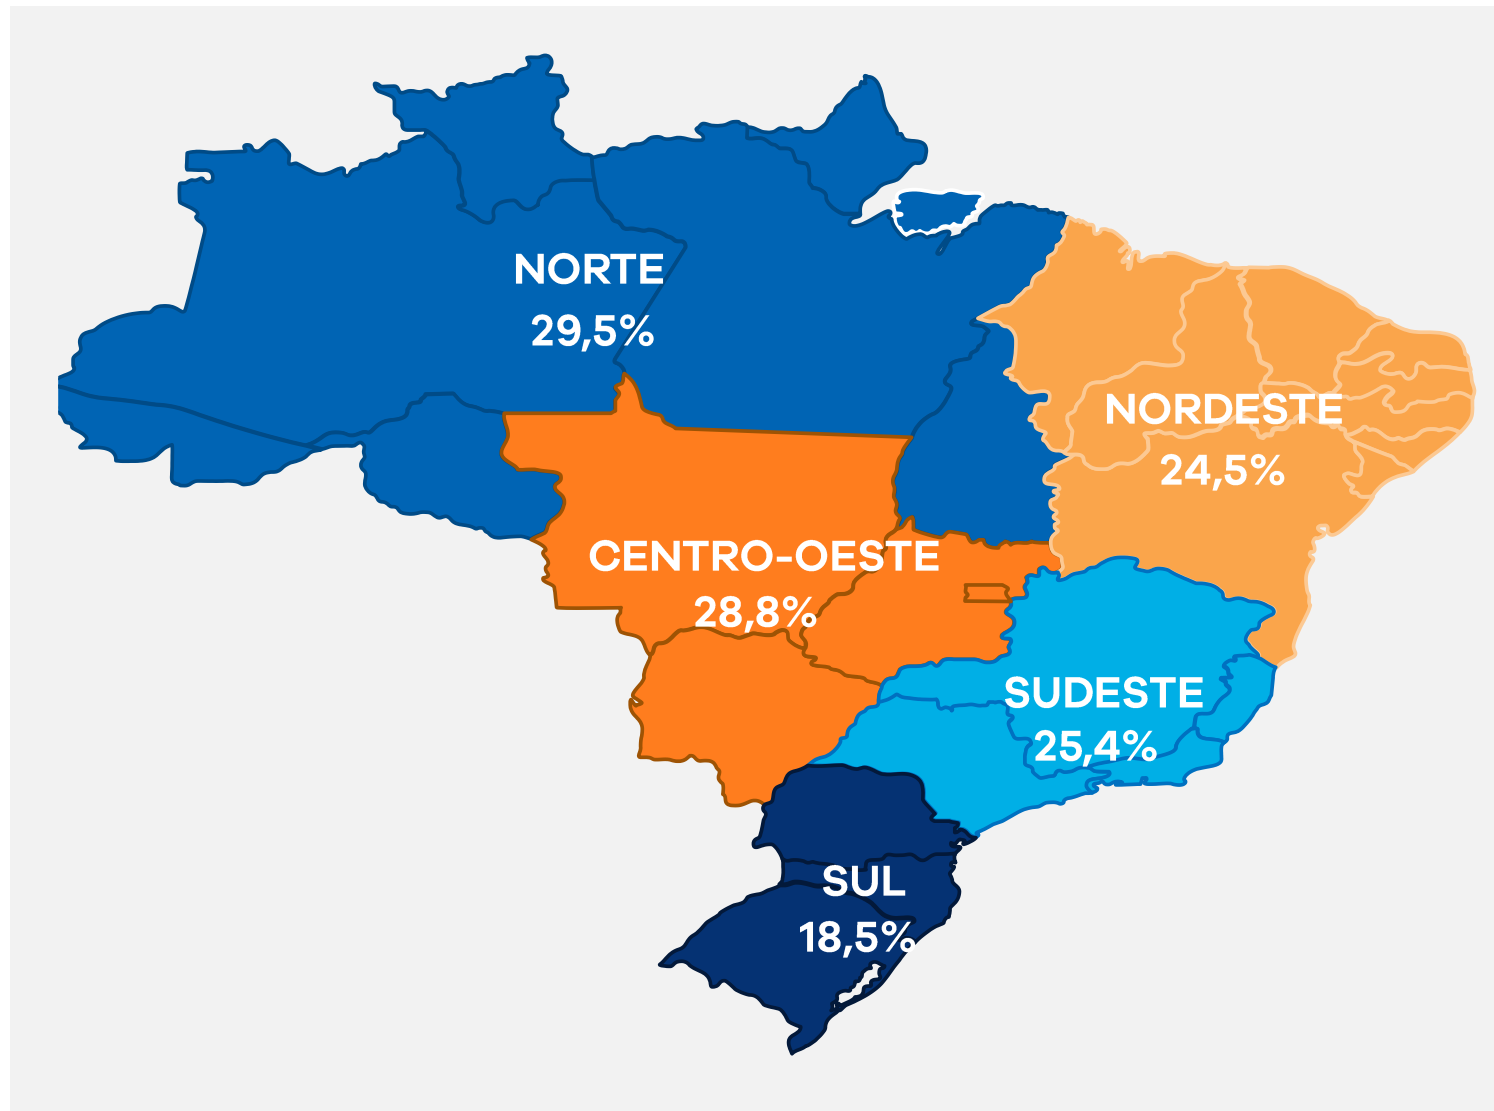 NORTE
29,5%
NORDESTE
24,5%
CENTRO-OESTE
28,8%
SUDESTE
25,4%
SUL
18,5%